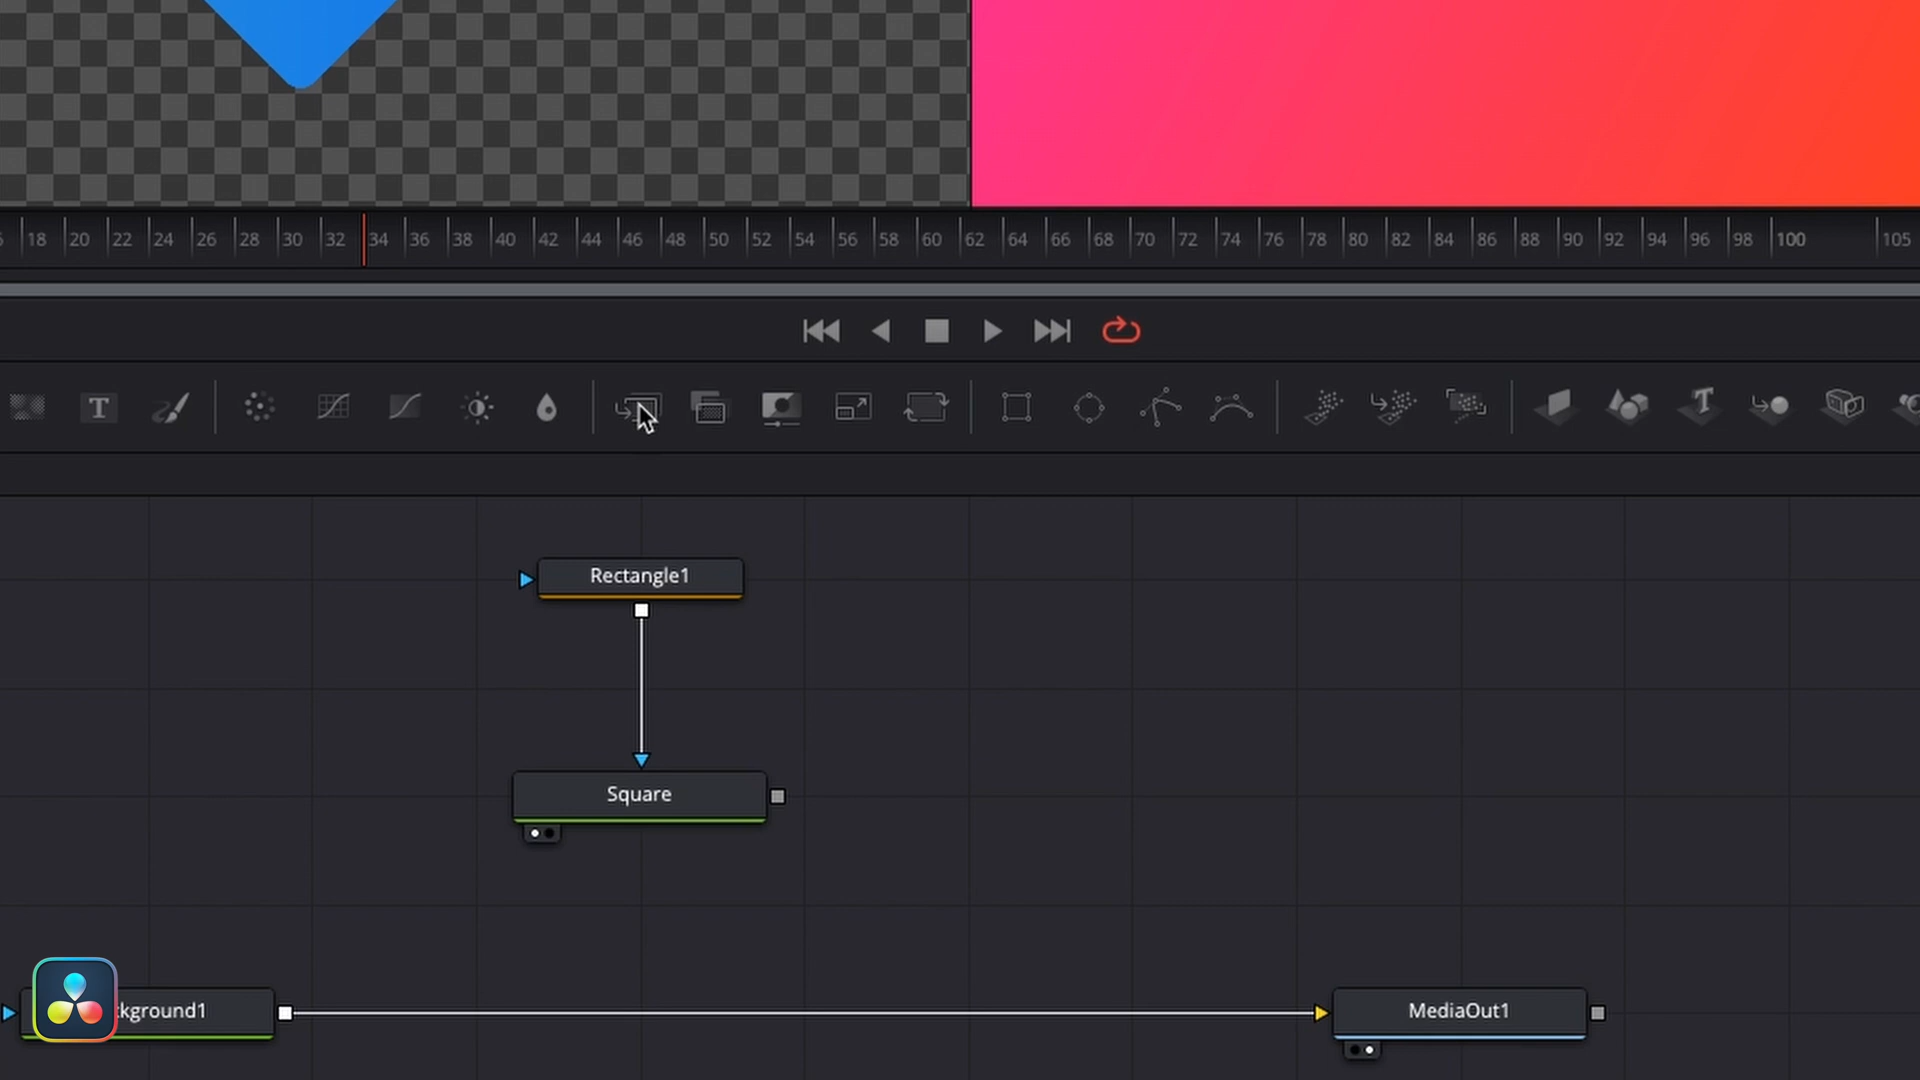 18 20 22 24 26 28 30 32 34 36 38 40 42 44 46 48 50 52 54 56 58 60 62 64 66 68 70 72 74 76 78 80 82 84 86 88 90 92 94 96 98 100 105
T
Rectangle1
Square
kground1
MediaOut1